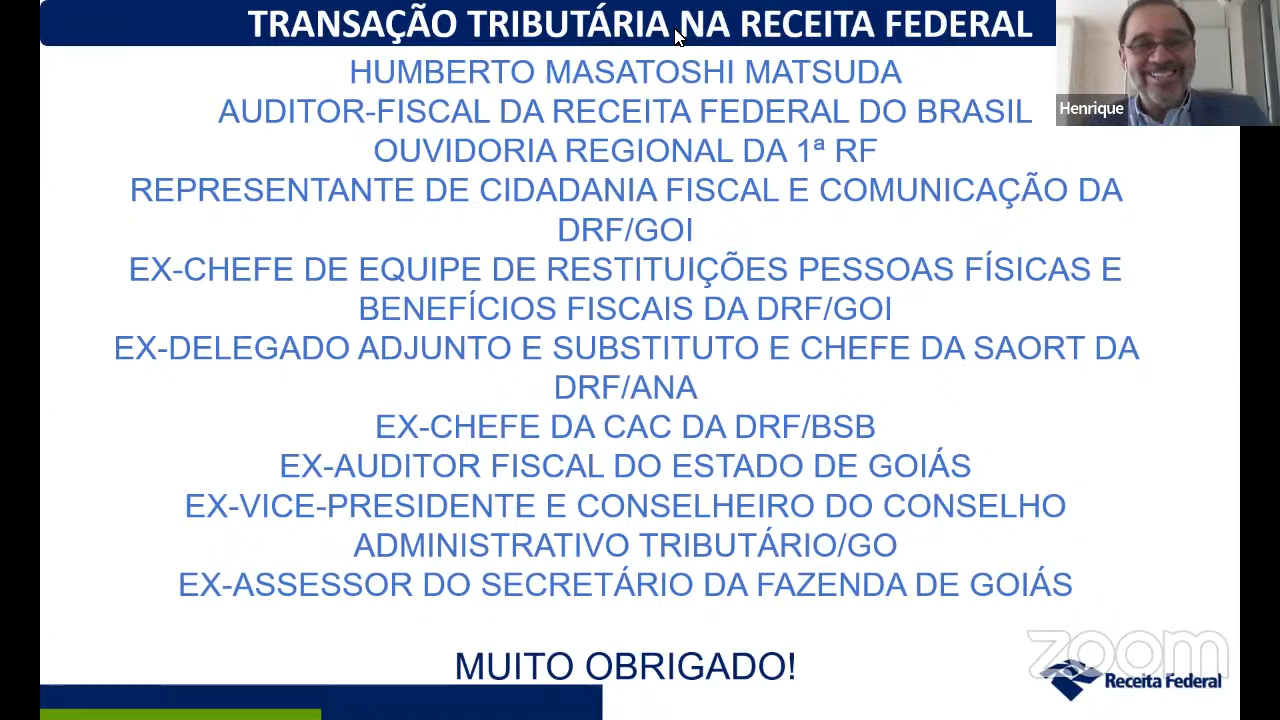 TRANSAÇÃO TRIBUTÁRIA NA RECEITA FEDERAL
HUMBERTO MASATOSHI MATSUDA
AUDITOR-FISCAL DA RECEITA FEDERAL DO BRASIL
Henrique
OUVIDORIA REGIONAL DA 1ª RF
REPRESENTANTE DE CIDADANIA FISCAL E COMUNICAÇÃO DA
DRF/GOI
EX-CHEFE DE EQUIPE DE RESTITUIÇÕES PESSOAS FÍSICAS E
BENEFÍCIOS FISCAIS DA DRF/GOI
EX-DELEGADO ADJUNTO E SUBSTITUTO E CHEFE DA SAORT DA
DRF/ANA
EX-CHEFE DA CAC DA DRF/BSB
EX-AUDITOR FISCAL DO ESTADO DE GOIÁS
EX-VICE-PRESIDENTE E CONSELHEIRO DO CONSELHO
ADMINISTRATIVO TRIBUTÁRIO/GO
EX-ASSESSOR DO SECRETÁRIO DA FAZENDA DE GOIÁS
MUITO OBRIGADO!
zoom
Receita Federal